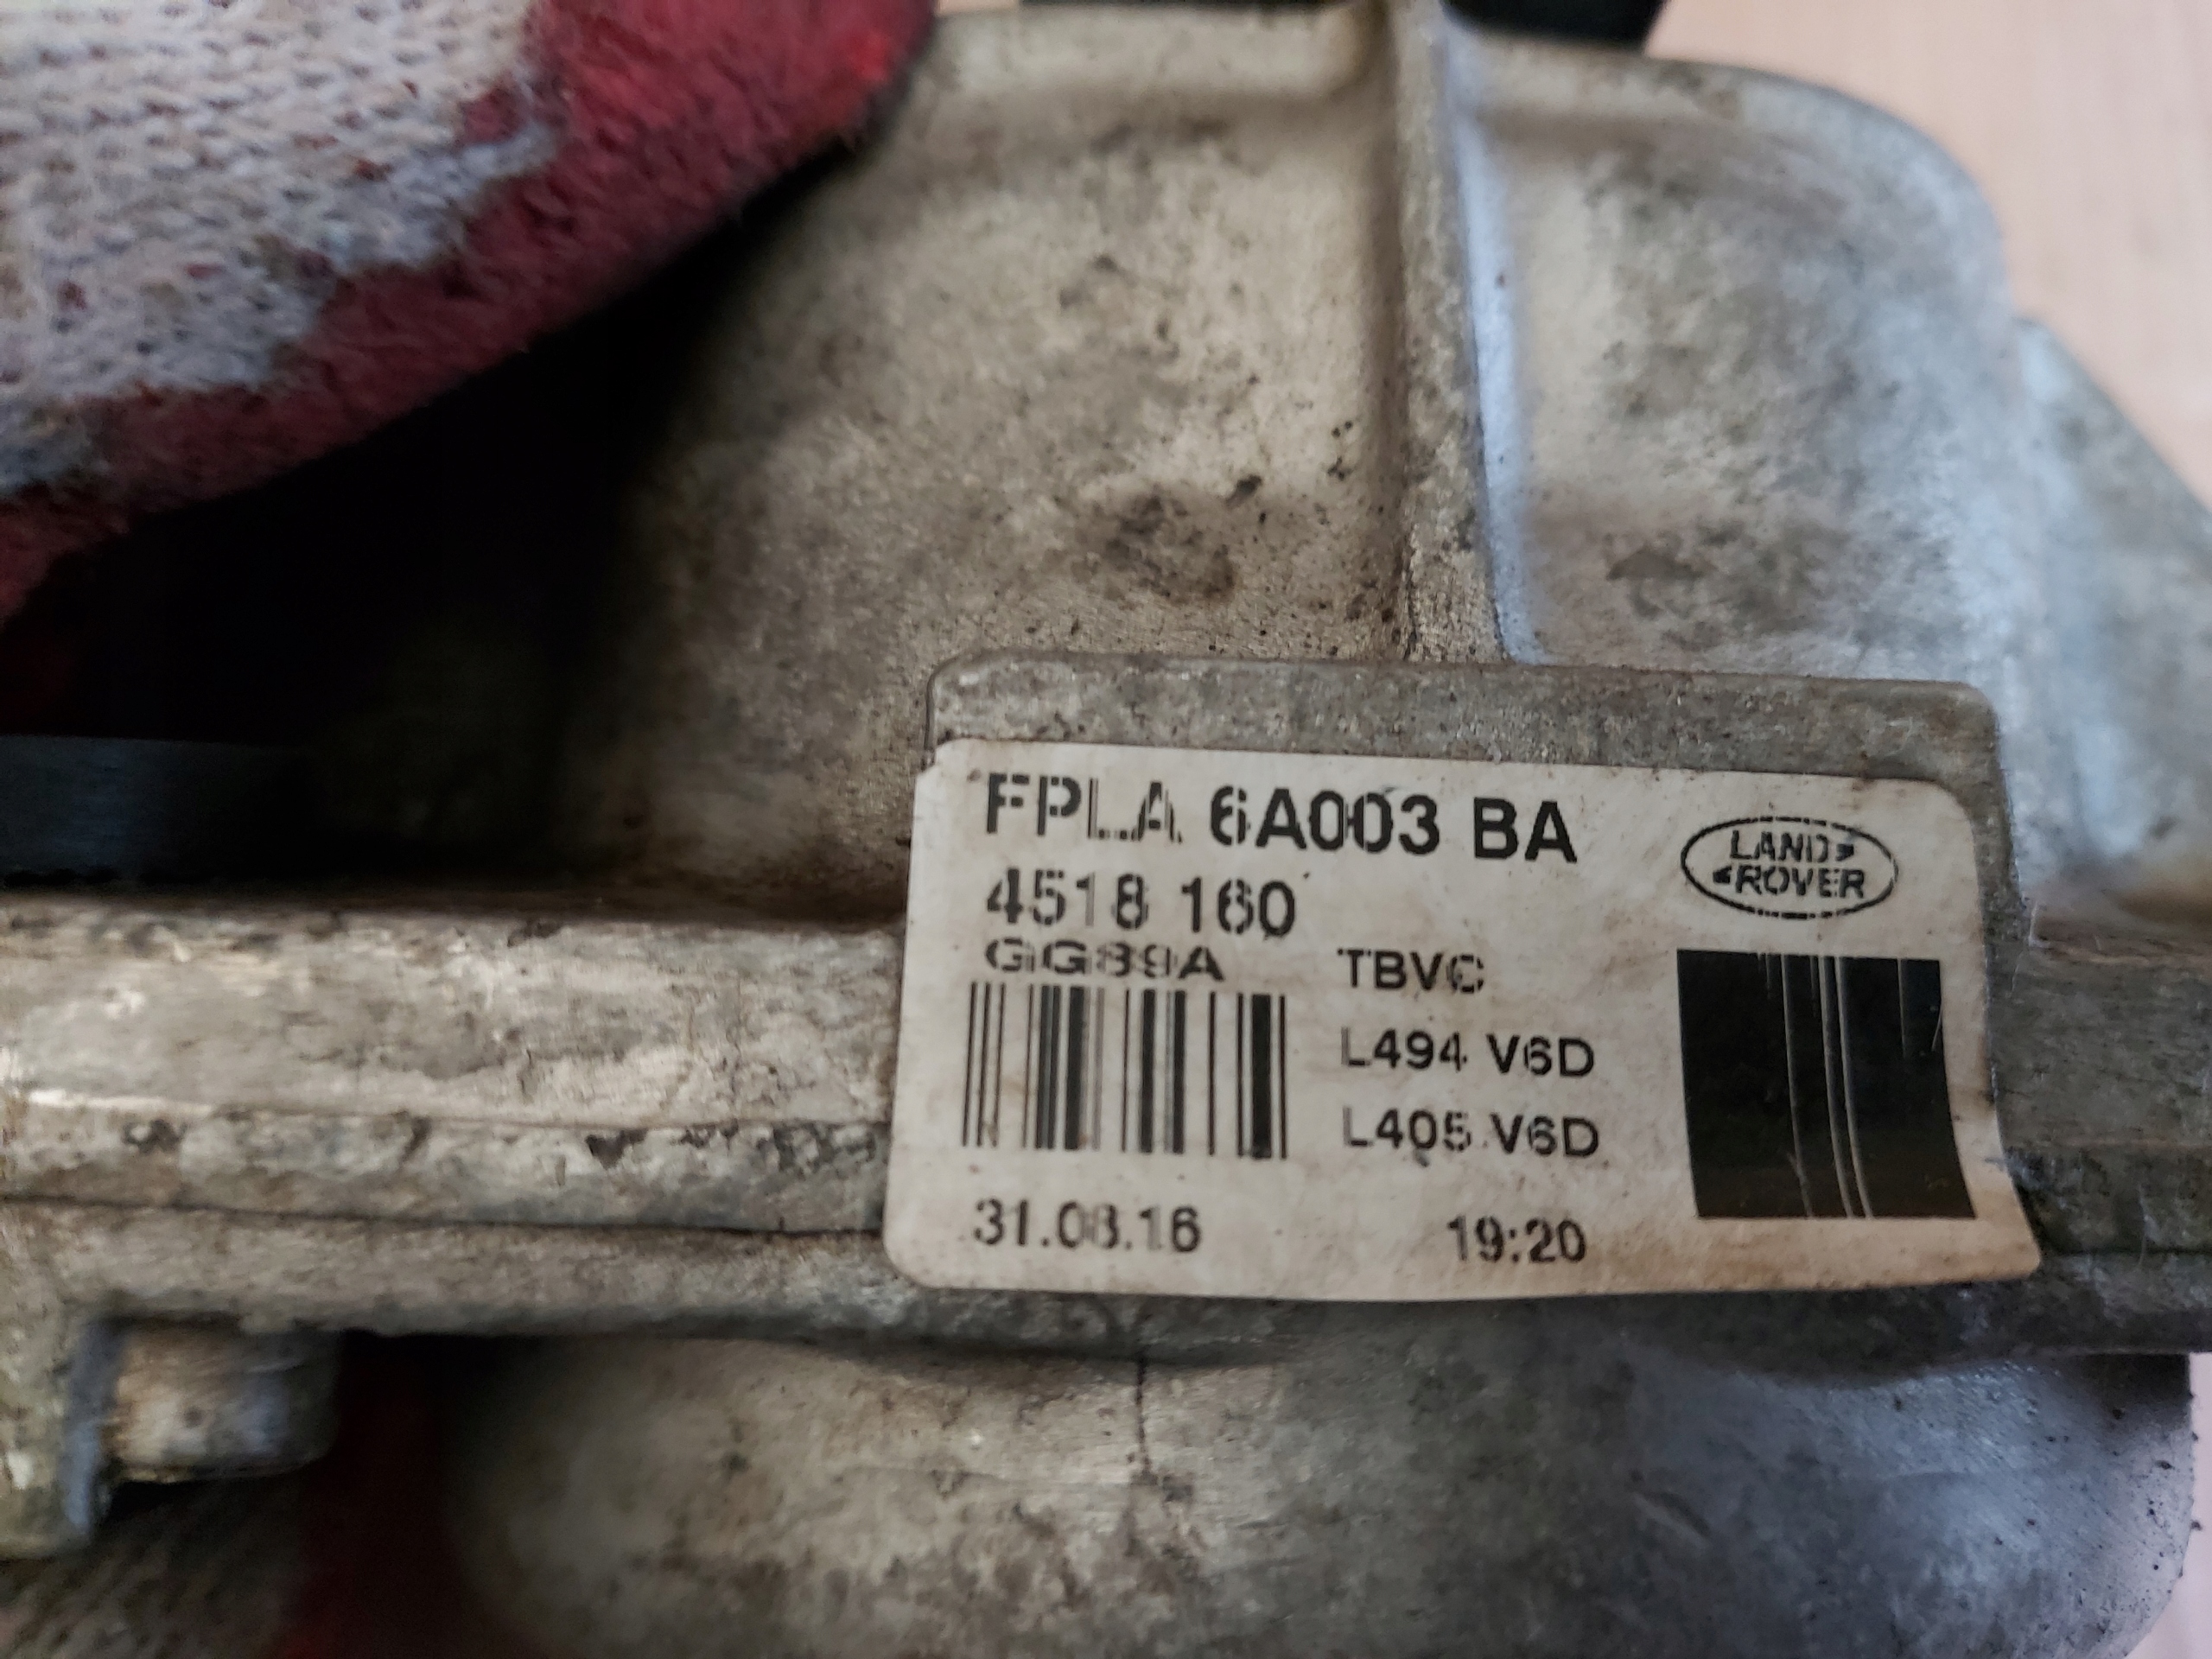 FPLA 6A003 BA
LAND
ROVER
4518 160
GG89A
TBVC
L494 V6D
L405 V6D
31.08.16
19:20